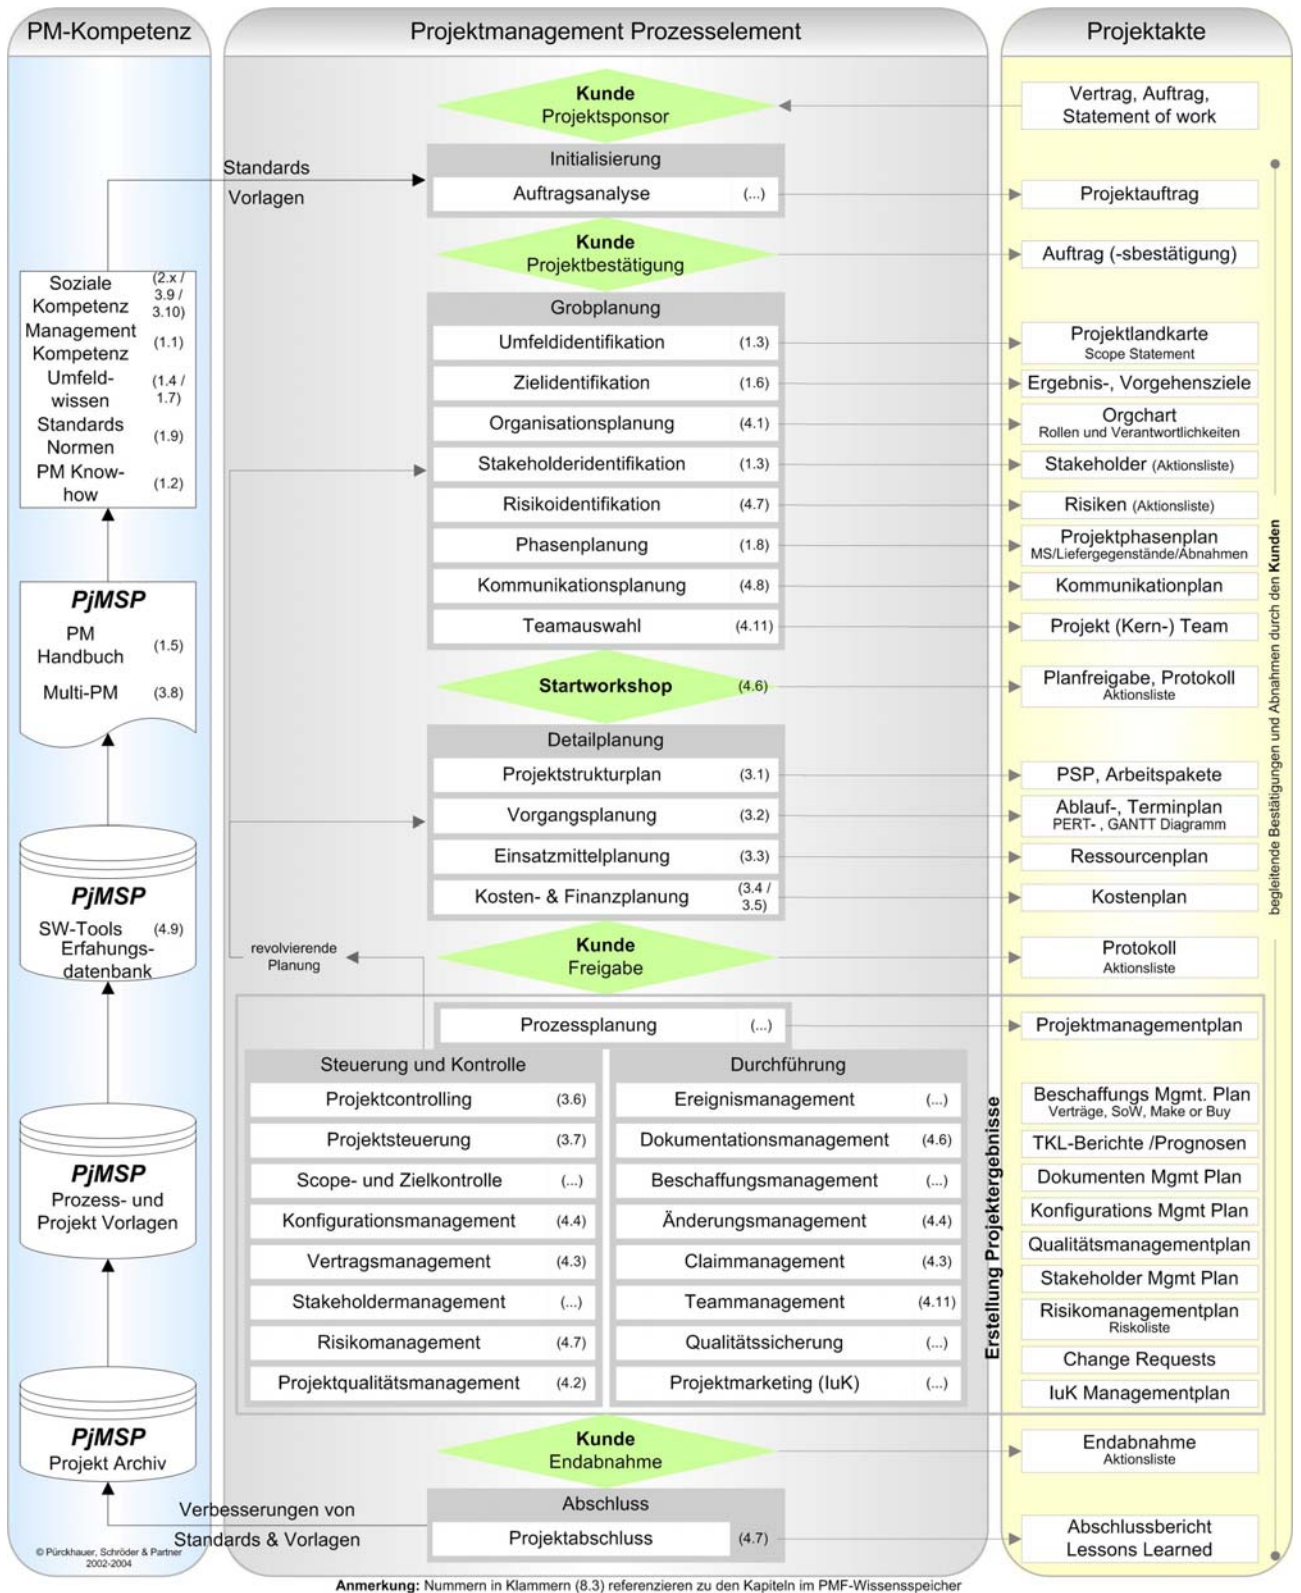 PM-Kompetenz
Projektmanagement Prozesselement
Projektakte
Kunde
Projektsponsor
Vertrag, Auftrag,
Statement of work
Standards
Vorlagen
Initialisierung
Auftragsanalyse (...)
Projektauftrag
Kunde
Projektbestätigung
Auftrag (-sbestätigung)
Soziale
Kompetenz
(2.x /
3.9 /
3.10)
Management
Kompetenz
(1.1)
Umfeld-
wissen
(1.4 /
1.7)
Standards
Normen
(1.9)
PM Know-
how
(1.2)
Grobplanung
Umfeldidentifikation (1.3)
Projektlandkarte
Scope Statement
Zielidentifikation (1.6)
Ergebnis-, Vorgehensziele
Organisationsplanung (4.1)
Orgchart
Rollen und Verantwortlichkeiten
Stakeholderidentifikation (1.3)
Stakeholder (Aktionsliste)
Risikoidentifikation (4.7)
Risiken (Aktionsliste)
Phasenplanung (1.8)
Projektphasenplan
MS/Liefergegenstände/Abnahmen
Kommunikationsplanung (4.8)
Kommunikationplan
Teamauswahl (4.11)
Projekt (Kern-) Team
PjMSP
PM
Handbuch
(1.5)
Multi-PM (3.8)
Startworkshop (4.6)
Planfreigabe, Protokoll
Aktionsliste
Detailplanung
Projektstrukturplan (3.1)
PSP, Arbeitspakete
Vorgangsplanung (3.2)
Ablauf-, Terminplan
PERT- , GANTT Diagramm
Einsatzmittelplanung (3.3)
Ressourcenplan
Kosten- & Finanzplanung (3.4 /
3.5)
Kostenplan
begleitende Bestätigungen und Abnahmen durch den Kunden
PjMSP
SW-Tools (4.9)
Erfahungs-
datenbank
revolvierende
Planung
Kunde
Freigabe
Protokoll
Aktionsliste
Prozessplanung (...)
Projektmanagementplan
Steuerung und Kontrolle
Projektcontrolling (3.6)
Projektsteuerung (3.7)
Scope- und Zielkontrolle (...)
Konfigurationsmanagement (4.4)
Vertragsmanagement (4.3)
Stakeholdermanagement (...)
Risikomanagement (4.7)
Projektqualitätsmanagement (4.2)
Durchführung
Ereignismanagement (...)
Dokumentationsmanagement (4.6)
Beschaffungsmanagement (...)
Änderungsmanagement (4.4)
Claimmanagement (4.3)
Teammanagement (4.11)
Qualitätssicherung (...)
Projektmarketing (IuK) (...)
Erstellung Projektergebnisse
Beschaffungs Mgmt. Plan
Verträge, SoW, Make or Buy
TKL-Berichte /Prognosen
Dokumenten Mgmt Plan
Konfigurations Mgmt Plan
Qualitätsmanagementplan
Stakeholder Mgmt Plan
Risikomanagementplan
Riskoliste
Change Requests
IuK Managementplan
PjMSP
Prozess- und
Projekt Vorlagen
PjMSP
Projekt Archiv
Kunde
Endabnahme
Endabnahme
Aktionsliste
Verbesserungen von
Standards & Vorlagen
Abschluss
Projektabschluss (4.7)
Abschlussbericht
Lessons Learned
© Pürckhauer, Schröder & Partner
2002-2004
Anmerkung: Nummern in Klammern (8.3) referenzieren zu den Kapiteln im PMF-Wissensspeicher